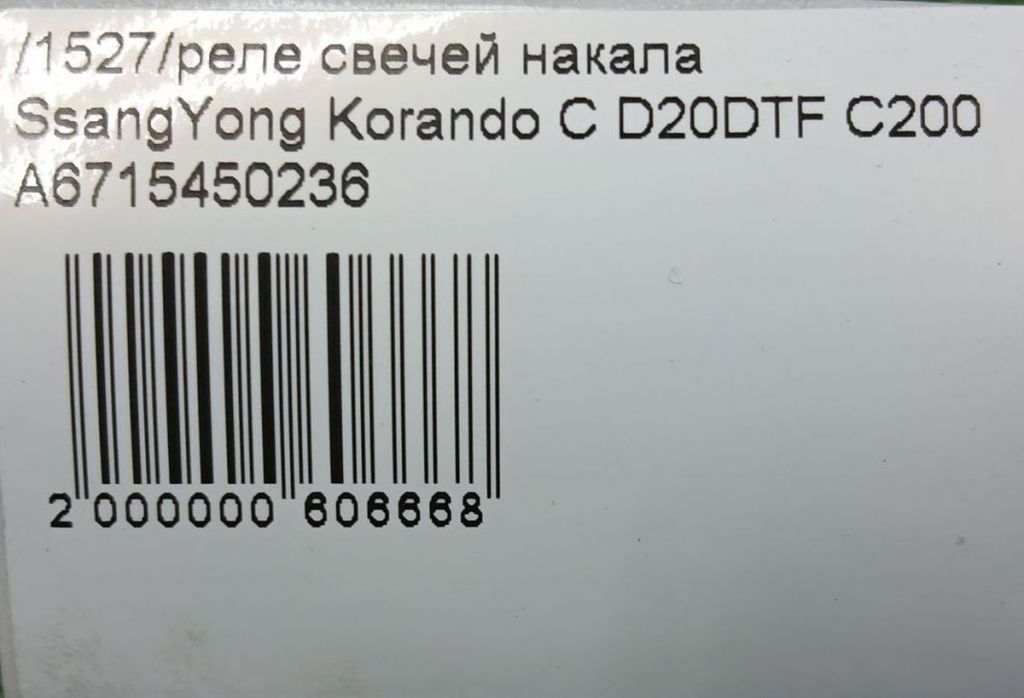 /1527/реле свечей накала
SsangYong Korando C D20DTF C200
A6715450236
2 000000 606668